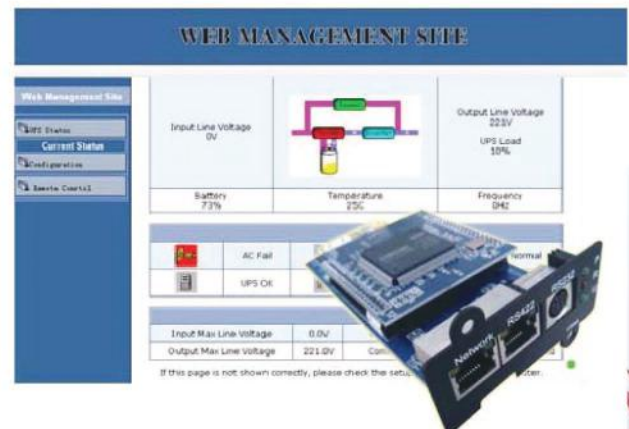 WEB MANAGEMENT SITE
Web Management Site
UPS Status
Current Status
Configuration
Input Line Voltage
0V
Output Line Voltage
221V
UPS Load
10%
Battery
73%
Temperature
25C
Frequency
0Hz
AC Fail
Normal
UPS OK
Input Max Line Voltage
0.0V
Output Max Line Voltage
221.0V
If this page is not shown correctly, please check the
Network
RS422
RS232